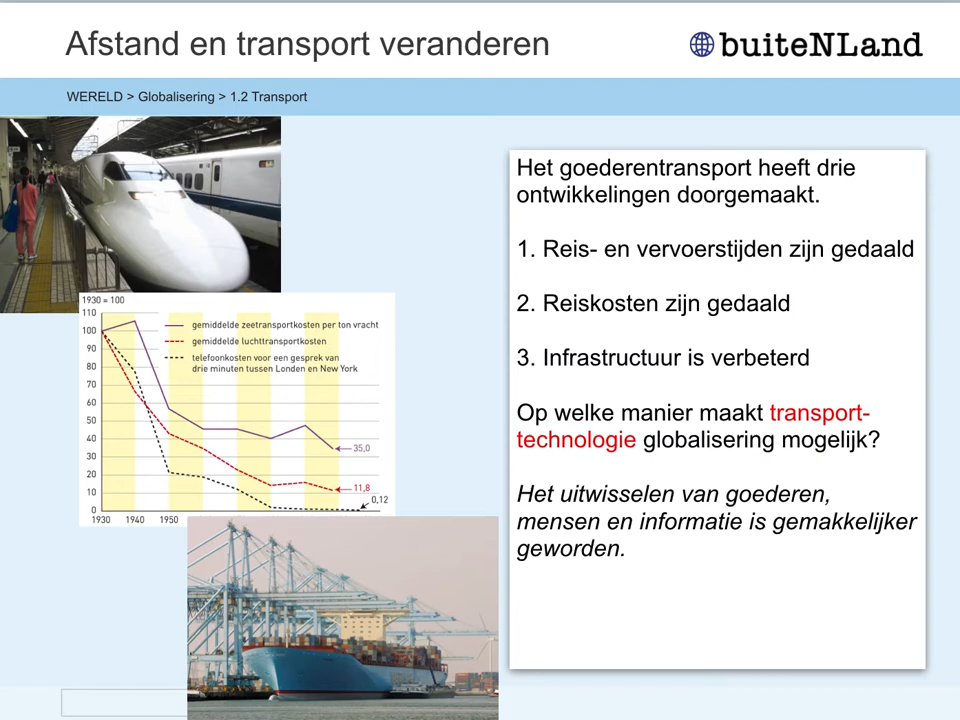 Afstand en transport veranderen
buiteNLand
WERELD > Globalisering > 1.2 Transport
Het goederentransport heeft drie
ontwikkelingen doorgemaakt.
1. Reis- en vervoerstijden zijn gedaald
2. Reiskosten zijn gedaald
3. Infrastructuur is verbeterd
Op welke manier maakt transport-
technologie globalisering mogelijk?
Het uitwisselen van goederen,
mensen en informatie is gemakkelijker
geworden.
1930 = 100
110
100
90
80
70
60
50
40
30
20
10
0
gemiddelde zeetransportkosten per ton vracht
gemiddelde luchttransportkosten
telefoonkosten voor een gesprek van
drie minuten tussen Londen en New York
35,0
11,8
0,12
1930 1940 1950